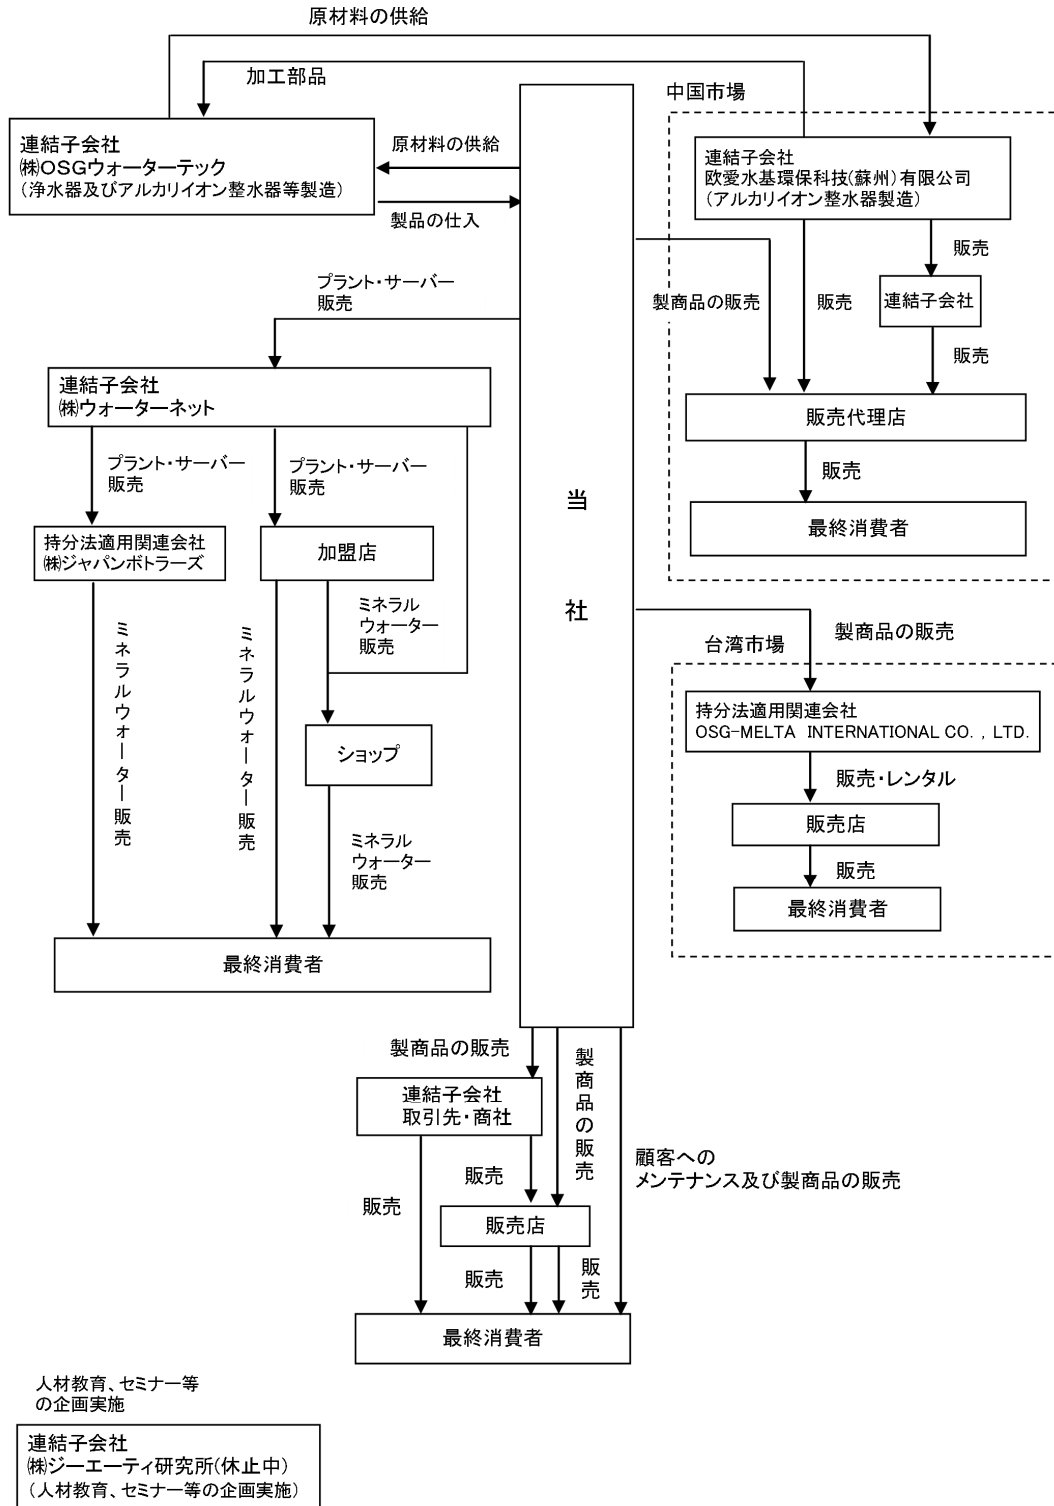 原材料の供給
加工部品
中国市場
連結子会社
㈱OSGウォーターテック
(浄水器及びアルカリイオン整水器等製造)
原材料の供給
製品の仕入
連結子会社
欧愛水基環保科技(蘇州)有限公司
(アルカリイオン整水器製造)
販売
連結子会社
製商品の販売
販売
販売
販売代理店
販売
最終消費者
プラント・サーバー
販売
連結子会社
㈱ウォーターネット
プラント・サーバー
販売
プラント・サーバー
販売
持分法適用関連会社
㈱ジャパンボトラーズ
加盟店
ミネラル
ウォーター
販売
ミネラルウォーター販売
ミネラルウォーター販売
ショップ
ミネラル
ウォーター
販売
最終消費者
当社
製商品の販売
台湾市場
持分法適用関連会社
OSG-MELTA INTERNATIONAL CO. , LTD.
販売・レンタル
販売店
販売
最終消費者
製商品の販売
製商品の販売
連結子会社
取引先・商社
顧客への
メンテナンス及び製商品の販売
販売
販売
販売店
販売
販売
最終消費者
人材教育、セミナー等
の企画実施
連結子会社
㈱ジーエーティ研究所(休止中)
(人材教育、セミナー等の企画実施)